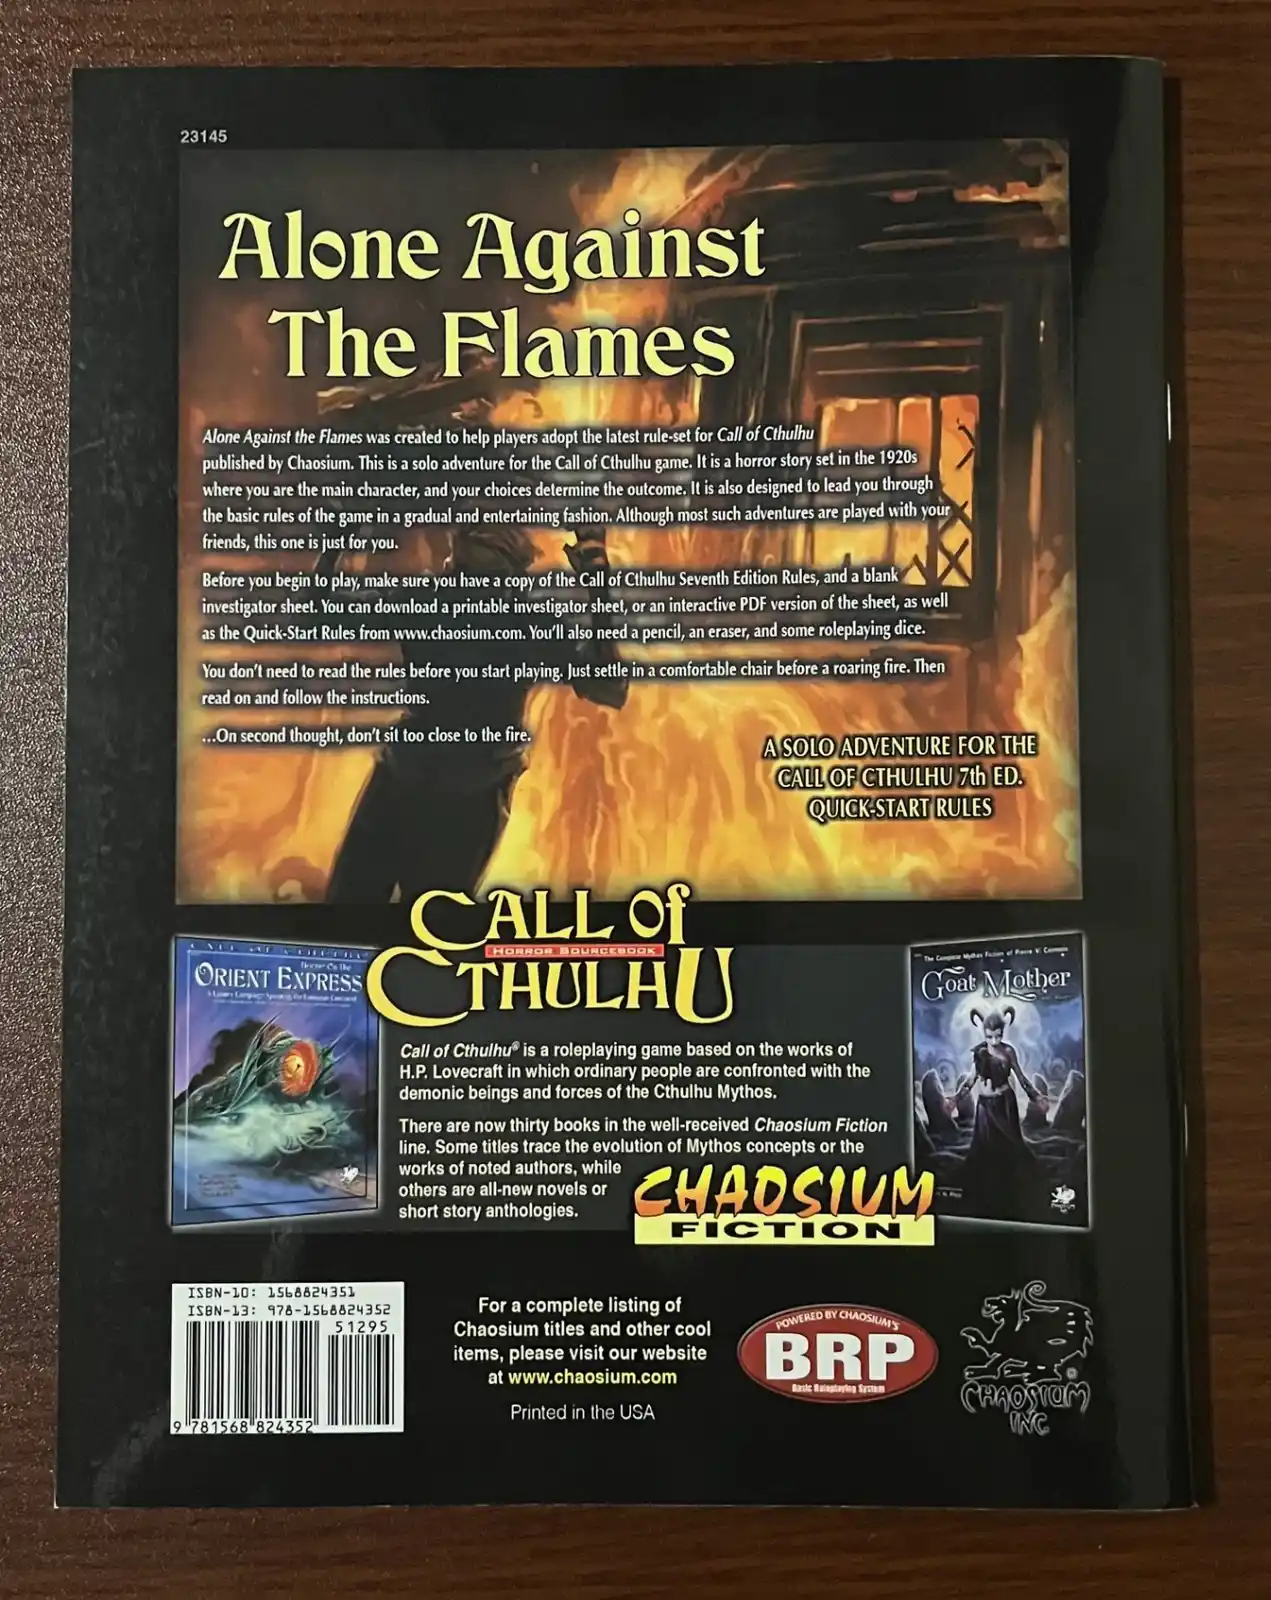 23145
Alone Against
The Flames
Alone Against the Flames was created to help players adopt the latest rule-set for Call of Cthulhu
published by Chaosium. This is a solo adventure for the Call of Cthulhu game. It is a horror story set in the 1920s
where you are the main character, and your choices determine the outcome. It is also designed to lead you through
the basic rules of the game in a gradual and entertaining fashion. Although most such adventures are played with your
friends, this one is just for you.
Before you begin to play, make sure you have a copy of the Call of Cthulhu Seventh Edition Rules, and a blank
investigator sheet. You can download a printable investigator sheet, or an interactive PDF version of the sheet, as well
as the Quick-Start Rules from www.chaosium.com. You'll also need a pencil, an eraser, and some roleplaying dice.
You don't need to read the rules before you start playing. Just settle in a comfortable chair before a roaring fire. Then
read on and follow the instructions.
...On second thought, don't sit too close to the fire.
A SOLO ADVENTURE FOR THE
CALL OF CTHULHU 7th ED.
QUICK-START RULES
CALL OF
HORROR SOURCEBOOK
CTHULHU
CALL OF CTHULHU
Horror On the
ORIENT EXPRESS
The Complete Mythos Fiction of Pierre V. Comtois
Goat Mother
Call of Cthulhu® is a roleplaying game based on the works of
H.P. Lovecraft in which ordinary people are confronted with the
demonic beings and forces of the Cthulhu Mythos.
There are now thirty books in the well-received Chaosium Fiction
line. Some titles trace the evolution of Mythos concepts or the
works of noted authors, while
others are all-new novels or
short story anthologies.
CHAOSIUM
FICTION
ISBN-10: 1568824351
ISBN-13: 978-1568824352
51295
9 781568 824352
For a complete listing of
Chaosium titles and other cool
items, please visit our website
at www.chaosium.com
Printed in the USA
POWERED BY CHAOSIUM'S
BRP
Basic Roleplaying System
®
CHAOSIUM
INC.